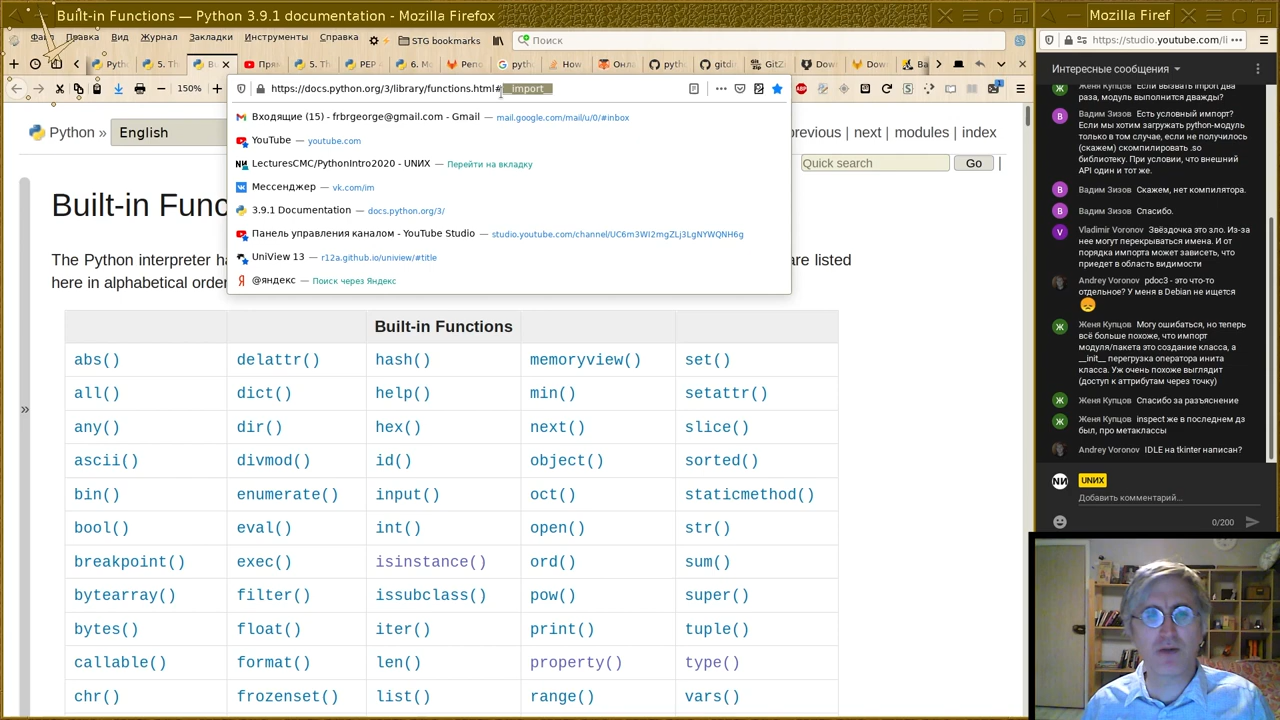 Built-in Functions — Python 3.9.1 documentation - Mozilla Firefox
Mozilla Firef
Файл Правка Вид Журнал Закладки Инструменты Справка
STG bookmarks
Поиск
https://studio.youtube.com/li
150%
https://docs.python.org/3/library/functions.html#__import__
Интересные сообщения
Входящие (15) - frbrgeorge@gmail.com - Gmail — mail.google.com/mail/u/0/#inbox
YouTube — youtube.com
LecturesCMC/PythonIntro2020 - UNIX — Перейти на вкладку
Мессенджер — vk.com/im
3.9.1 Documentation — docs.python.org/3/
Панель управления каналом - YouTube Studio — studio.youtube.com/channel/UC6m3WI2mgZLj3LgNYWQNH6g
UniView 13 — r12a.github.io/uniview/#title
@яндекс — Поиск через Яндекс
Python » English
previous | next | modules | index
Quick search Go |
Built-in Func
The Python interpreter ha
are listed
here in alphabetical orde
Built-in Functions
abs() delattr() hash() memoryview() set()
all() dict() help() min() setattr()
any() dir() hex() next() slice()
ascii() divmod() id() object() sorted()
bin() enumerate() input() oct() staticmethod()
bool() eval() int() open() str()
breakpoint() exec() isinstance() ord() sum()
bytearray() filter() issubclass() pow() super()
bytes() float() iter() print() tuple()
callable() format() len() property() type()
chr() frozenset() list() range() vars()
Женя Купцов Если вызвать import два
раза, модуль выполнится дважды?
Вадим Зизов Есть условный импорт?
Если мы хотим загружать python-модуль
только в том случае, если не получилось
(скажем) скомпилировать .so
библиотеку. При условии, что внешний
API один и тот же.
Вадим Зизов Скажем, нет компилятора.
Вадим Зизов Спасибо.
Vladimir Voronov Звёздочка это зло. Из-за
нее могут перекрываться имена. И от
порядка импорта может зависеть, что
приедет в область видимости
Andrey Voronov pdoc3 - это что-то
отдельное? У меня в Debian не ищется
Женя Купцов Могу ошибаться, но теперь
всё больше похоже, что импорт
модуля/пакета это создание класса, а
__init__ перегрузка оператора инита
класса. Уж очень похоже выглядит
(доступ к аттрибутам через точку)
Женя Купцов Спасибо за разъяснение
Женя Купцов inspect же в последнем дз
был, про метаклассы
Andrey Voronov IDLE на tkinter написан?
UNИX
Добавить комментарий...
0/200